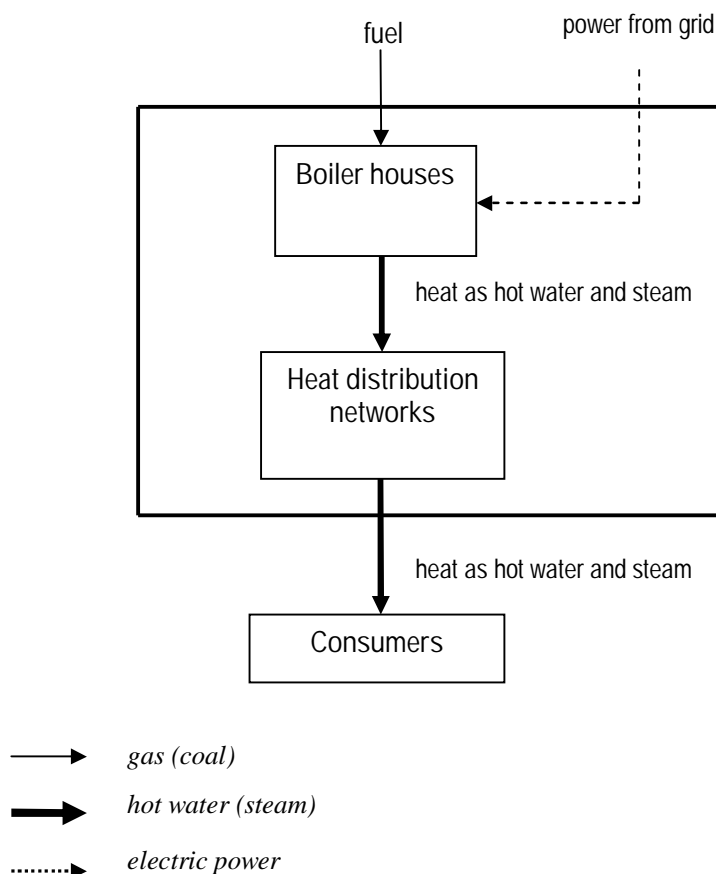 fuel
power from grid
Boiler houses
heat as hot water and steam
Heat distribution
networks
heat as hot water and steam
Consumers
gas (coal)
hot water (steam)
electric power